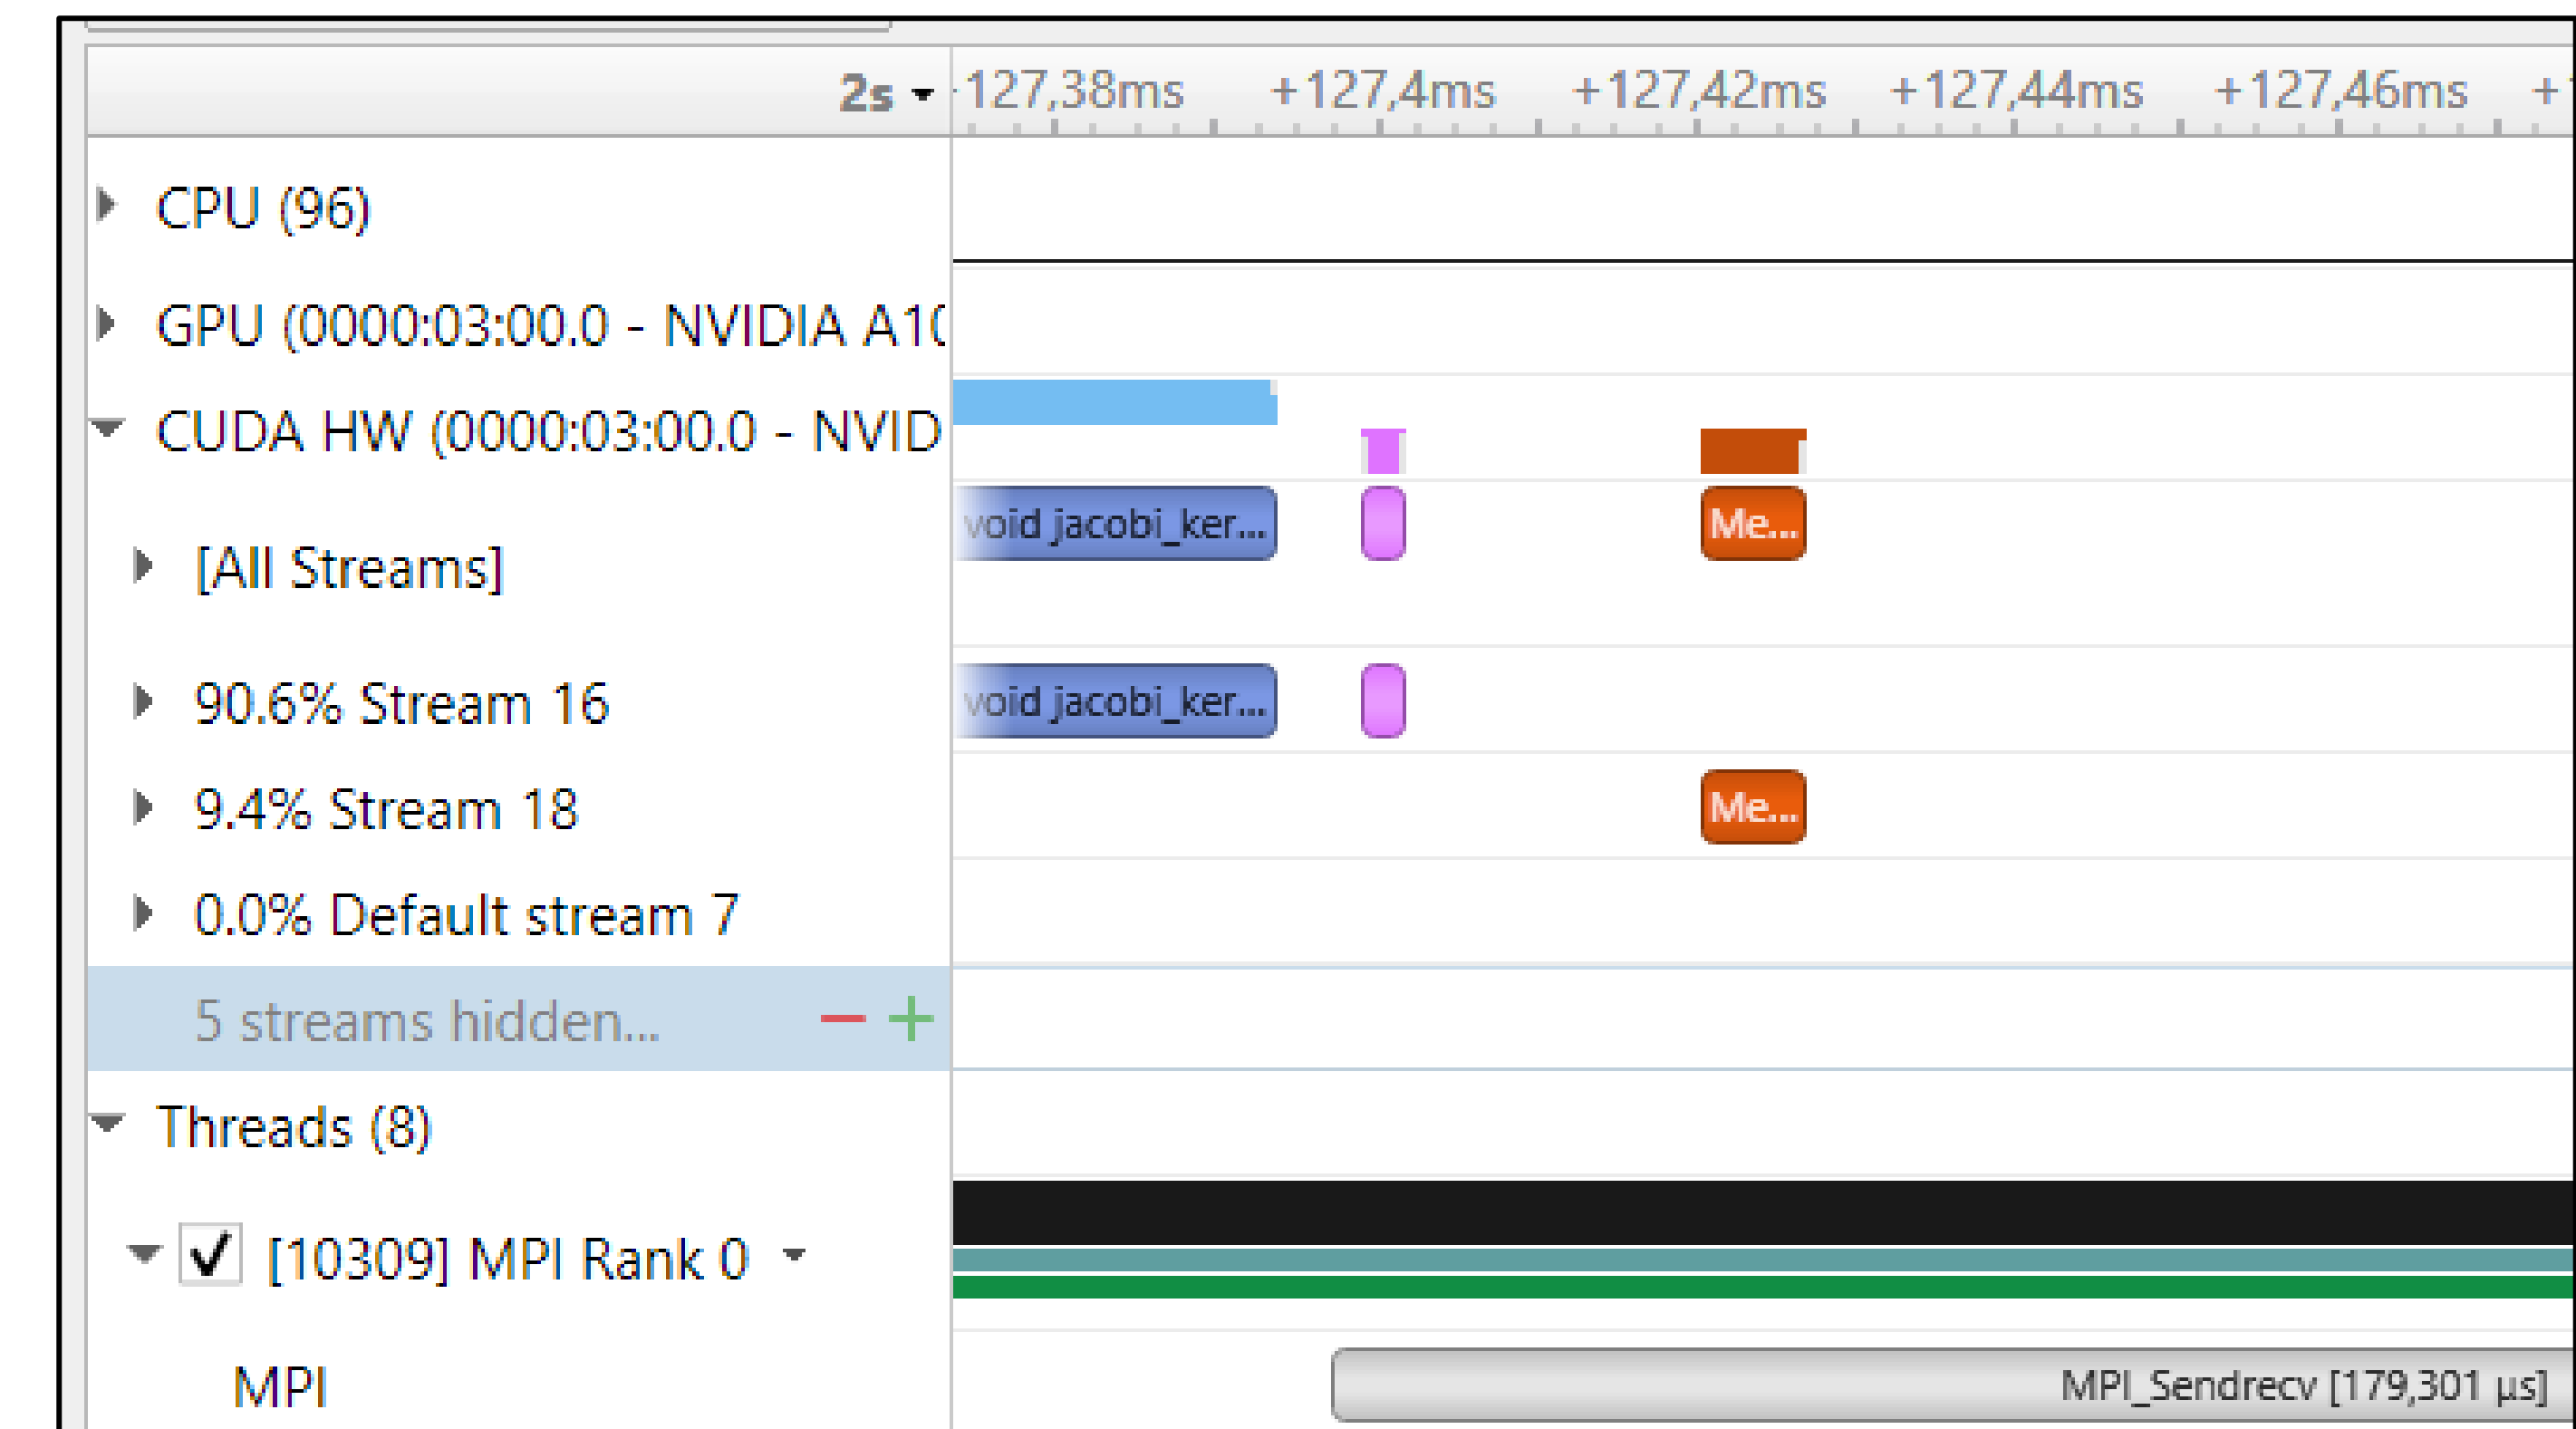 2s
127,38ms +127,4ms +127,42ms +127,44ms +127,46ms +
CPU (96)
GPU (0000:03:00.0 - NVIDIA A10
CUDA HW (0000:03:00.0 - NVID
void jacobi_ker... Me...
[All Streams]
90.6% Stream 16 void jacobi_ker...
9.4% Stream 18 Me...
0.0% Default stream 7
5 streams hidden... − +
Threads (8)
[10309] MPI Rank 0
MPI MPI_Sendrecv [179,301 μs]